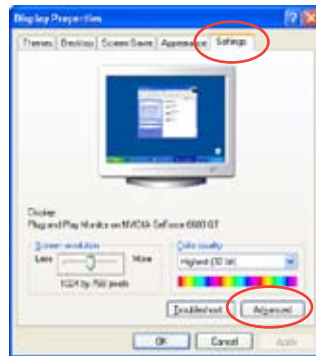 Display Properties
Themes Desktop Screen Saver Appearance Settings
Display:
Plug and Play Monitor on NVIDIA GeForce 6600 GT
Screen resolution
Less More
1024 by 768 pixels
Color quality
Highest (32 bit)
Troubleshoot... Advanced
OK Cancel Apply